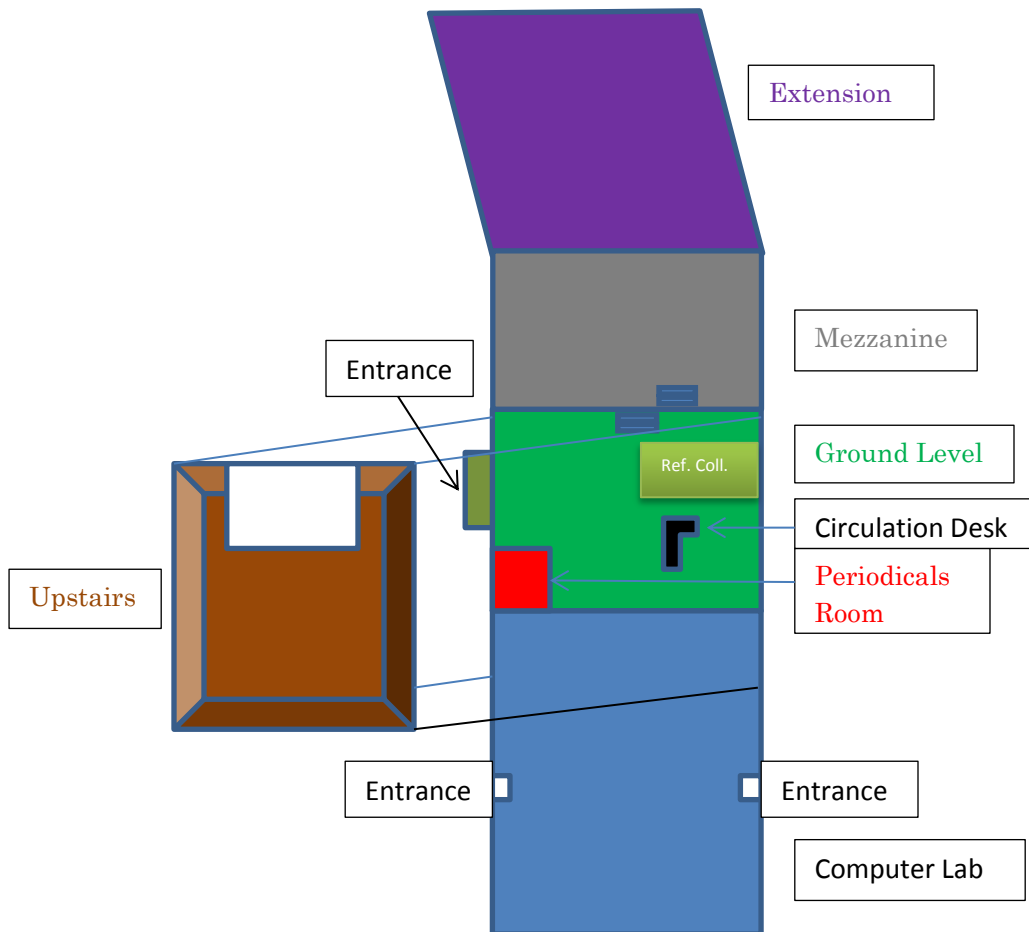 Extension
Mezzanine
Entrance
Ground Level
Ref. Coll.
Circulation Desk
Periodicals
Room
Upstairs
Entrance
Entrance
Computer Lab